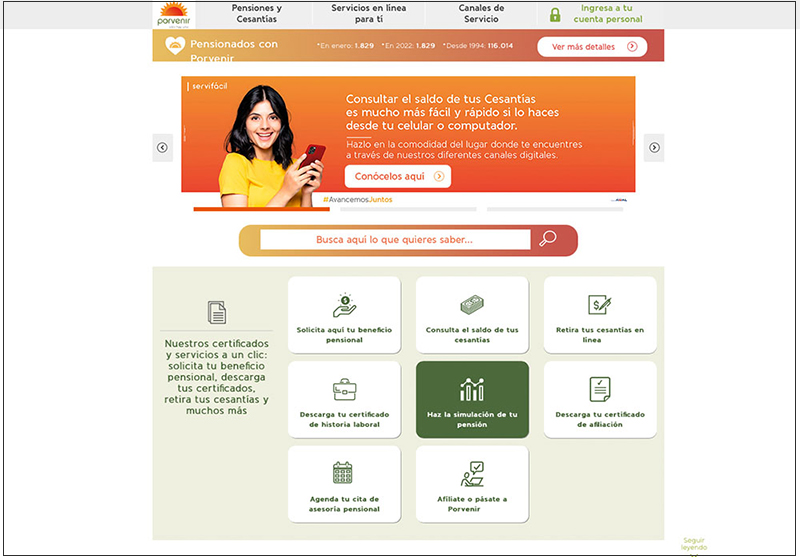 porvenir
Pensiones y
Cesantías
Servicios en línea
para tí
Canales de
Servicio
Ingresa a tu
cuenta personal
Pensionados con
Porvenir
*En enero: 1.829 *En 2022: 1.829 *Desde 1994: 116.014
Ver más detalles
servifácil
Consultar el saldo de tus Cesantías
es mucho más fácil y rápido si lo haces
desde tu celular o computador.
Hazlo en la comodidad del lugar donde te encuentres
a través de nuestros diferentes canales digitales.
Conócelos aquí
#AvancemosJuntos
Busca aquí lo que quieres saber...
Nuestros certificados
y servicios a un clic:
solicita tu beneficio
pensional, descarga
tus certificados,
retira tus cesantías y
muchos más
Solicita aquí tu beneficio
pensional
Consulta el saldo de tus
cesantías
Retira tus cesantías en
línea
Descarga tu certificado
de historia laboral
Haz la simulación de tu
pensión
Descarga tu certificado
de afiliación
Agenda tu cita de
asesoría pensional
Afíliate o pásate a
Porvenir
Seguir
leyendo